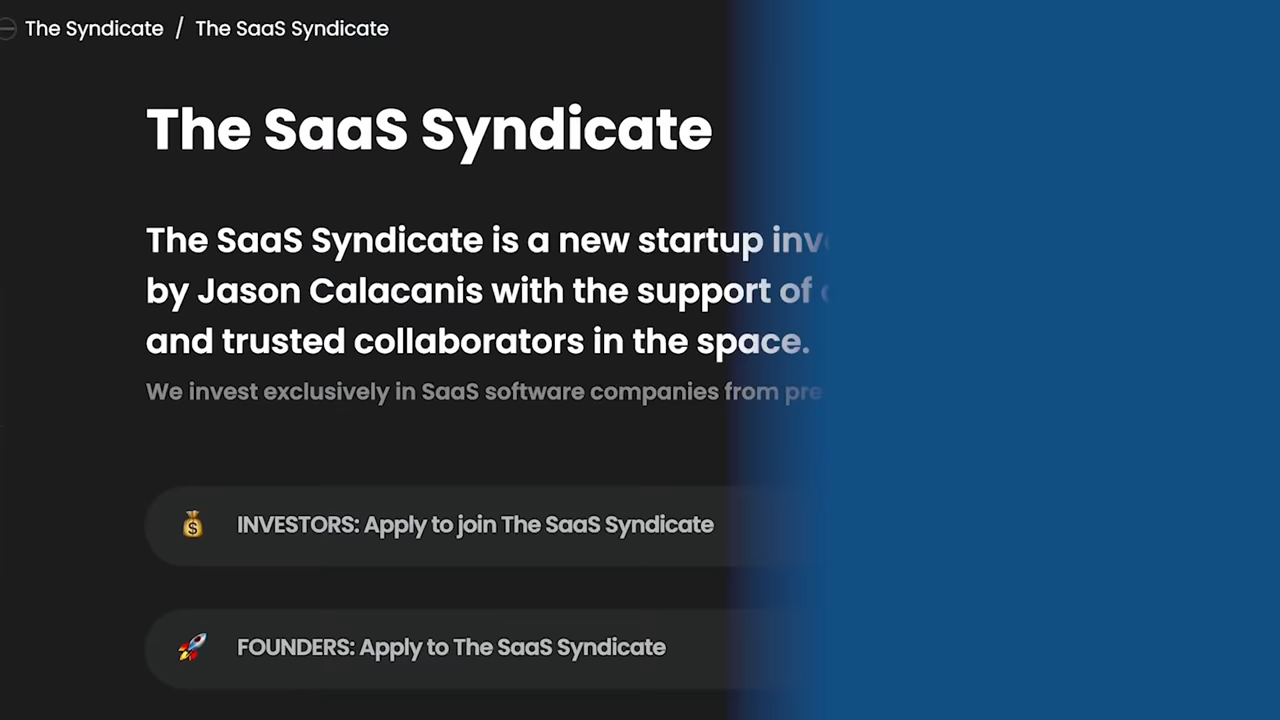 The Syndicate / The SaaS Syndicate
The SaaS Syndicate
The SaaS Syndicate is a new startup
by Jason Calacanis with the support of
and trusted collaborators in the space.
We invest exclusively in SaaS software companies from
INVESTORS: Apply to join The SaaS Syndicate
FOUNDERS: Apply to The SaaS Syndicate